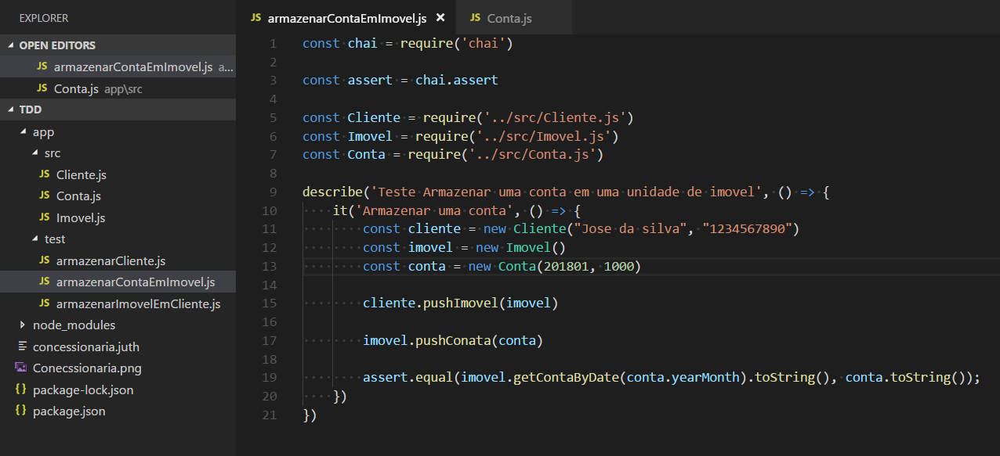 EXPLORER
OPEN EDITORS
JS armazenarContaEmImovel.js a...
JS Conta.js app\src
TDD
app
src
JS Cliente.js
JS Conta.js
JS Imovel.js
test
JS armazenarCliente.js
JS armazenarContaEmImovel.js
JS armazenarImovelEmCliente.js
node_modules
concessionaria.juth
Conecssionaria.png
{} package-lock.json
{} package.json
JS armazenarContaEmImovel.js ×
JS Conta.js
1 const chai = require('chai')
2
3 const assert = chai.assert
4
5 const Cliente = require('../src/Cliente.js')
6 const Imovel = require('../src/Imovel.js')
7 const Conta = require('../src/Conta.js')
8
9 describe('Teste Armazenar uma conta em uma unidade de imovel', () => {
10 it('Armazenar uma conta', () => {
11 const cliente = new Cliente("Jose da silva", "1234567890")
12 const imovel = new Imovel()
13 const conta = new Conta(201801, 1000)
14
15 cliente.pushImovel(imovel)
16
17 imovel.pushConata(conta)
18
19 assert.equal(imovel.getContaByDate(conta.yearMonth).toString(), conta.toString());
20 })
21 })